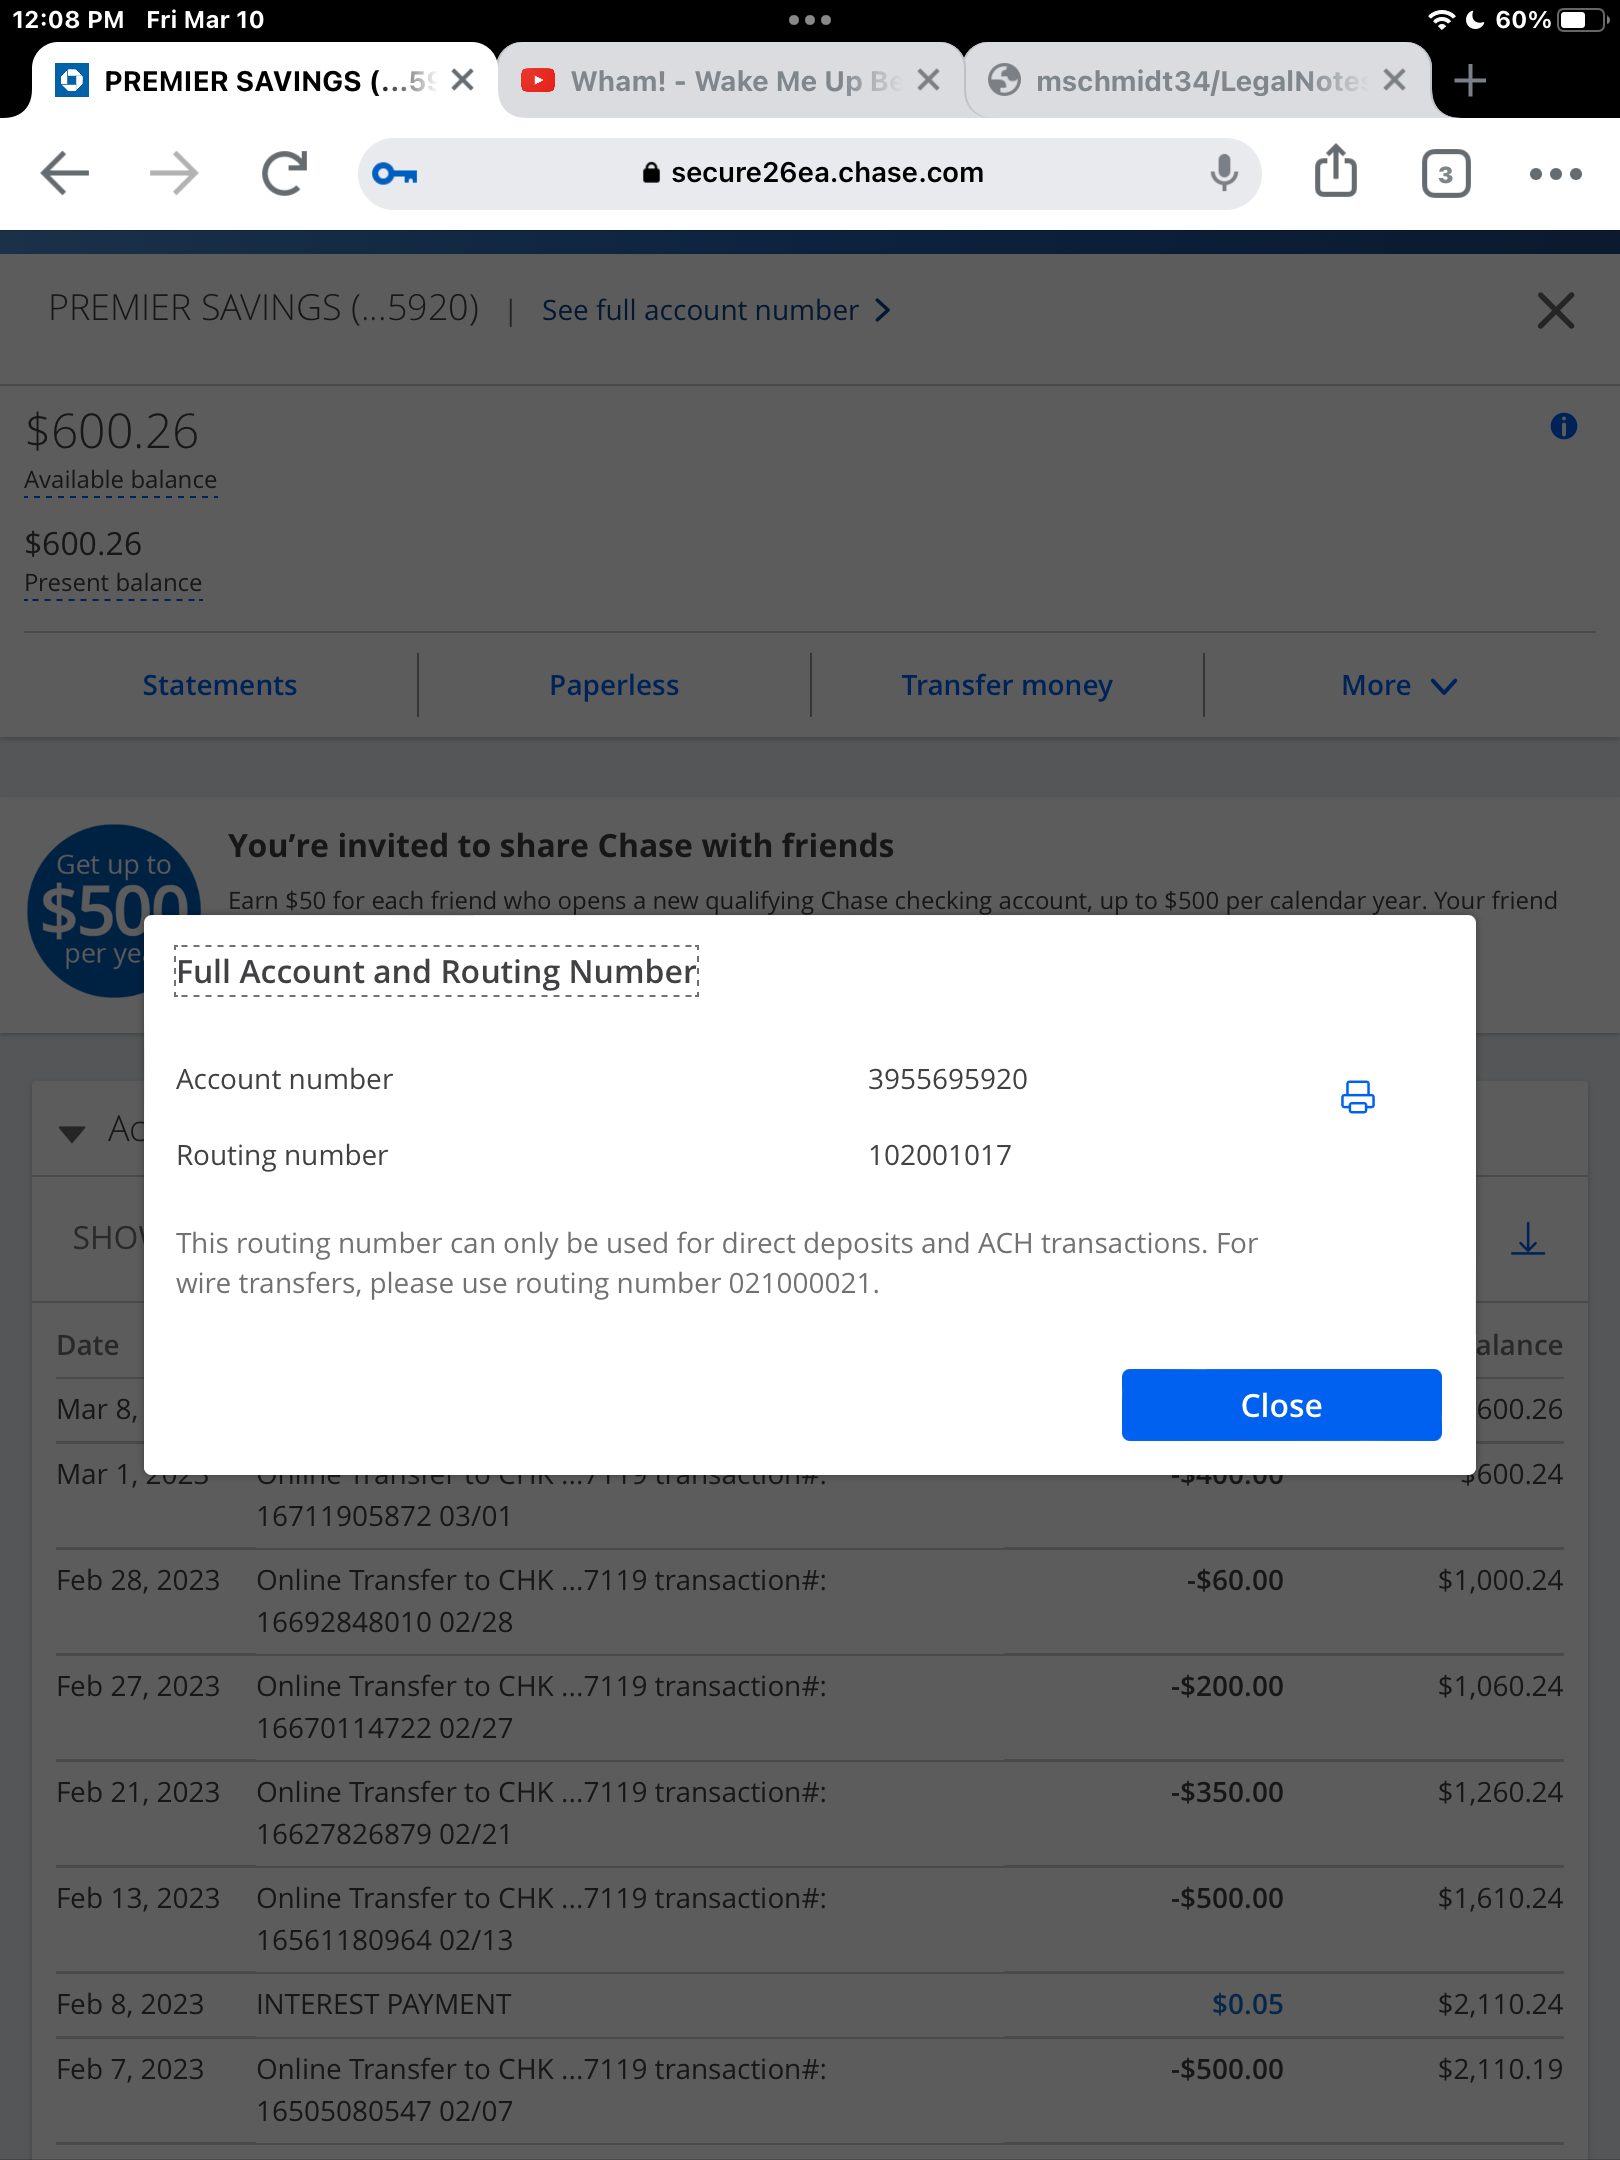 12:08 PM Fri Mar 10
60%
PREMIER SAVINGS (...59
Wham! - Wake Me Up Be
mschmidt34/LegalNotes
secure26ea.chase.com
3
PREMIER SAVINGS (...5920) | See full account number
$600.26
Available balance
$600.26
Present balance
Statements
Paperless
Transfer money
More
Get up to
$500
per ye
You’re invited to share Chase with friends
Earn $50 for each friend who opens a new qualifying Chase checking account, up to $500 per calendar year. Your friend
Full Account and Routing Number
Account number 3955695920
Routing number 102001017
This routing number can only be used for direct deposits and ACH transactions. For
wire transfers, please use routing number 021000021.
Close
Ac
SHO
Date alance
Mar 8, 600.26
Mar 1, 2023 Online Transfer to CHK ...7119 transaction#: -$400.00 $600.24
16711905872 03/01
Feb 28, 2023 Online Transfer to CHK ...7119 transaction#: -$60.00 $1,000.24
16692848010 02/28
Feb 27, 2023 Online Transfer to CHK ...7119 transaction#: -$200.00 $1,060.24
16670114722 02/27
Feb 21, 2023 Online Transfer to CHK ...7119 transaction#: -$350.00 $1,260.24
16627826879 02/21
Feb 13, 2023 Online Transfer to CHK ...7119 transaction#: -$500.00 $1,610.24
16561180964 02/13
Feb 8, 2023 INTEREST PAYMENT $0.05 $2,110.24
Feb 7, 2023 Online Transfer to CHK ...7119 transaction#: -$500.00 $2,110.19
16505080547 02/07